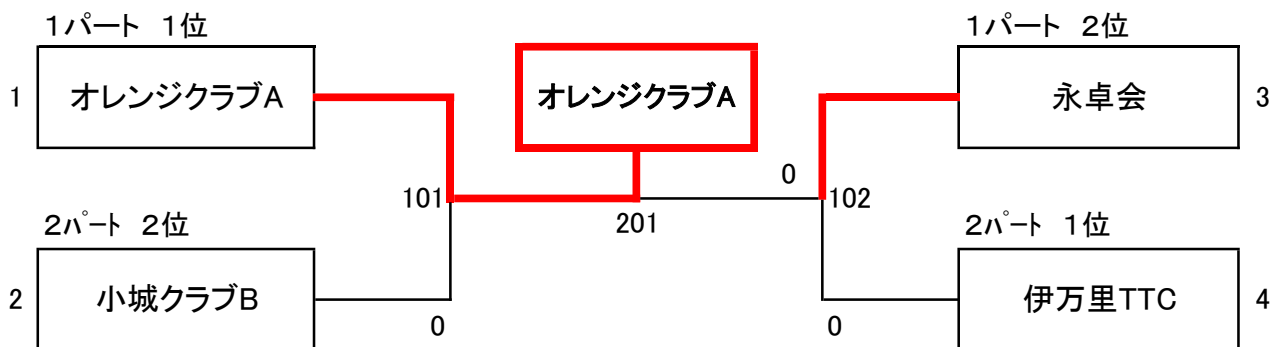 1パート 1位
1パート 2位
1
オレンジクラブA
オレンジクラブA
永卓会
3
0
101
102
201
2パート 2位
2パート 1位
2
小城クラブB
伊万里TTC
4
0
0